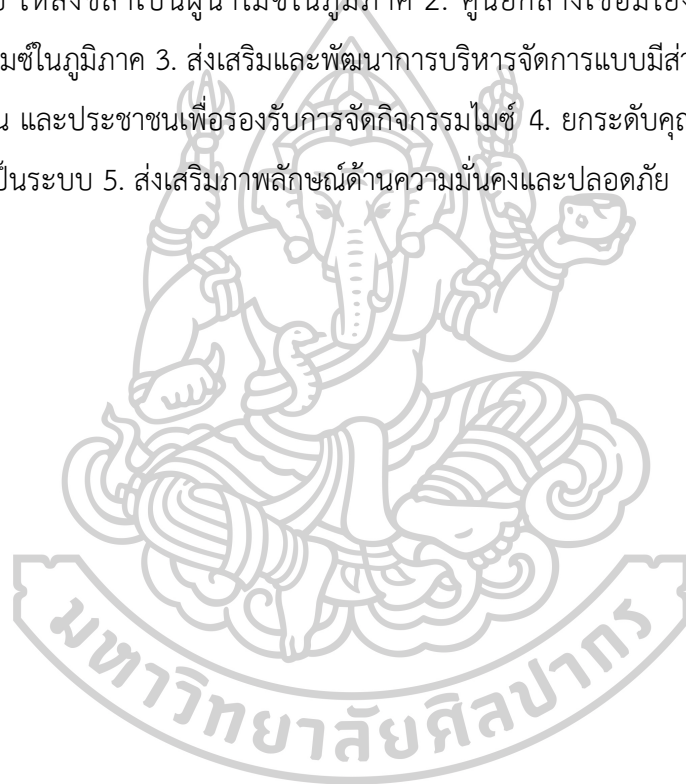 ให้สงขลาเป็นผู้นำไมซ์ในภูมิภาค 2. ศูนย์กลางเชื่อมโยง
มซ์ในภูมิภาค 3. ส่งเสริมและพัฒนาการบริหารจัดการแบบมีส่ว
น และประชาชนเพื่อรองรับการจัดกิจกรรมไมซ์ 4. ยกระดับคุณ
ป็นระบบ 5. ส่งเสริมภาพลักษณ์ด้านความมั่นคงและปลอดภัย
มหาวิทยาลัยศิลปากร